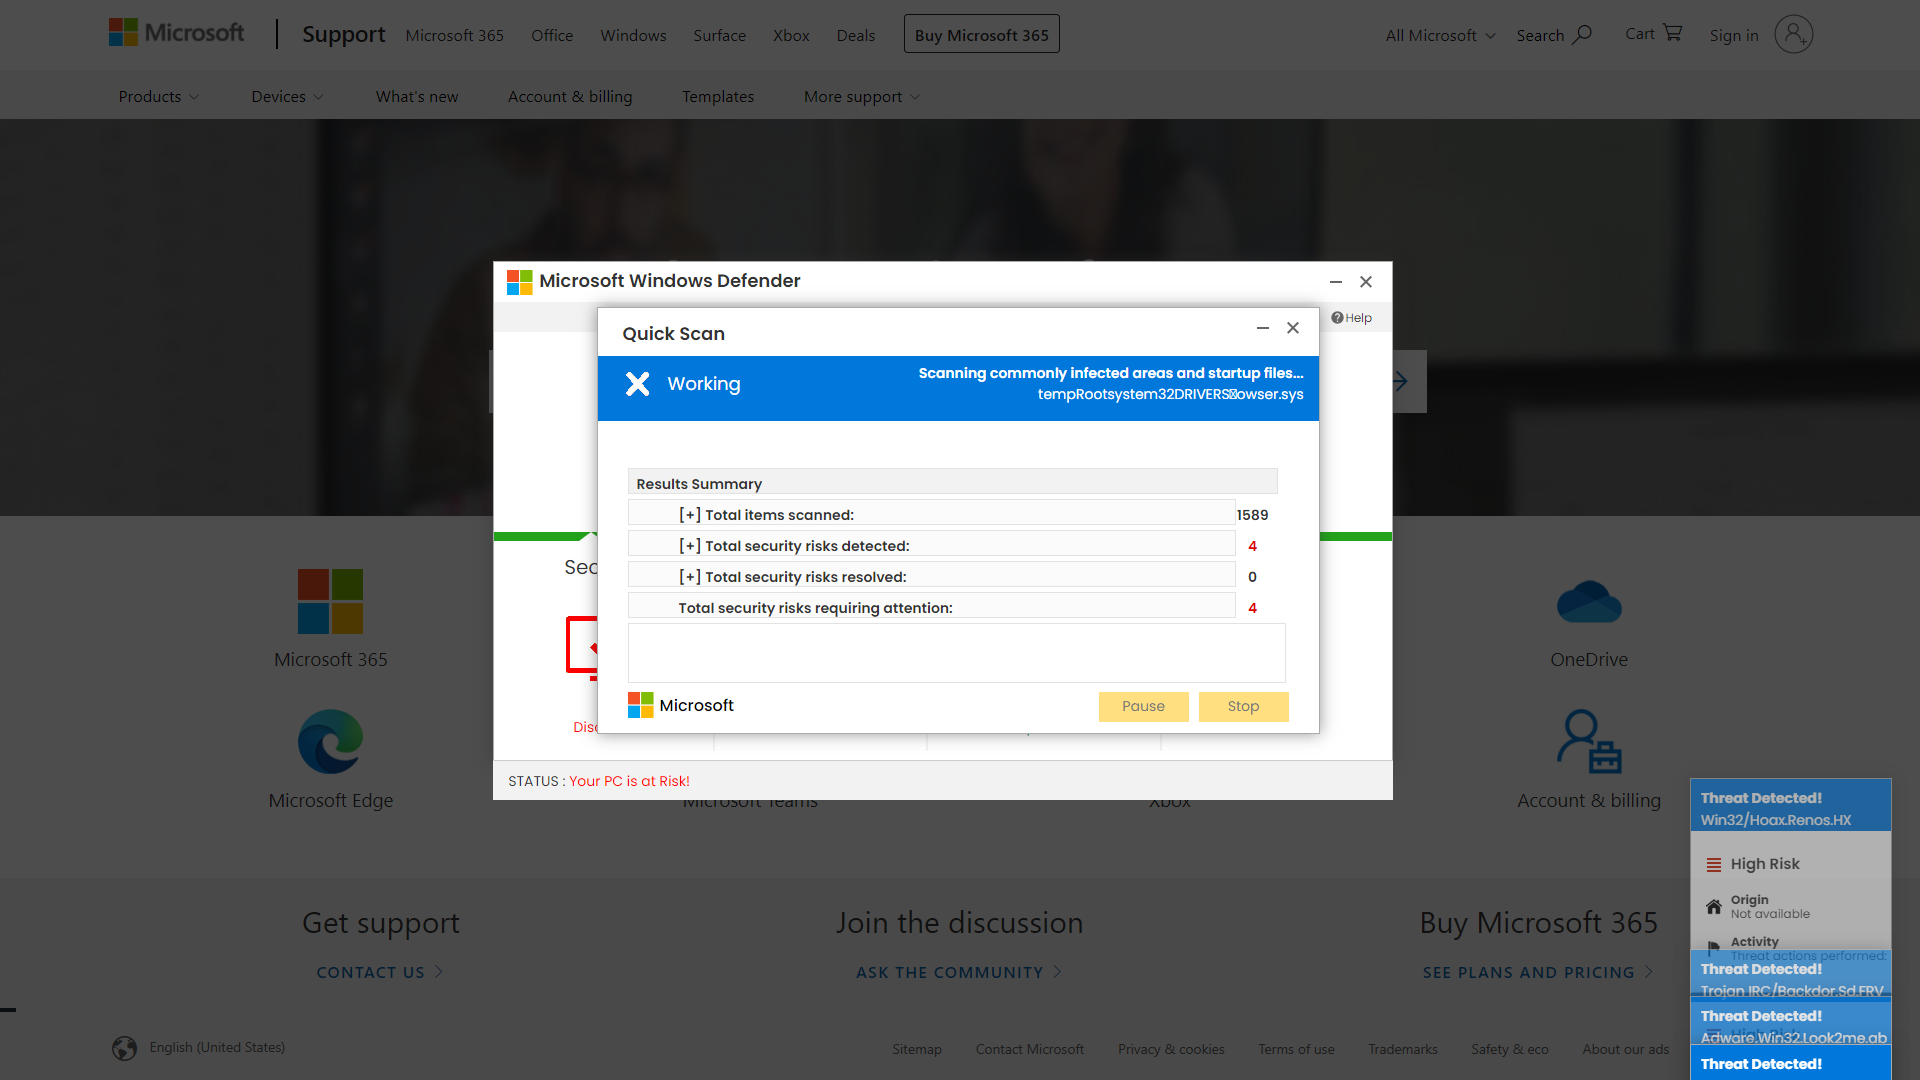 Microsoft
Support
Microsoft 365
Office
Windows
Surface
Xbox
Deals
Buy Microsoft 365
All Microsoft
Search
Cart
Sign in
Products
Devices
What's new
Account & billing
Templates
More support
Microsoft Windows Defender
Help
Quick Scan
Working
Scanning commonly infected areas and startup files...
Results Summary
[+] Total items scanned:
1589
[+] Total security risks detected:
4
[+] Total security risks resolved:
0
Total security risks requiring attention:
4
Microsoft
Pause
Stop
STATUS : Your PC is at Risk!
Microsoft 365
OneDrive
Microsoft Edge
Microsoft Teams
Xbox
Account & billing
Get support
CONTACT US
Join the discussion
ASK THE COMMUNITY
Buy Microsoft 365
SEE PLANS AND PRICING
Threat Detected!
Win32/Hoax.Renos.HX
High Risk
Origin
Not available
Activity
Threat actions performed:
Threat Detected!
Trojan IRC/Backdor.Sd.FRV
Threat Detected!
Adware.Win32.Look2me.ab
Threat Detected!
English (United States)
Sitemap
Contact Microsoft
Privacy & cookies
Terms of use
Trademarks
Safety & eco
About our ads